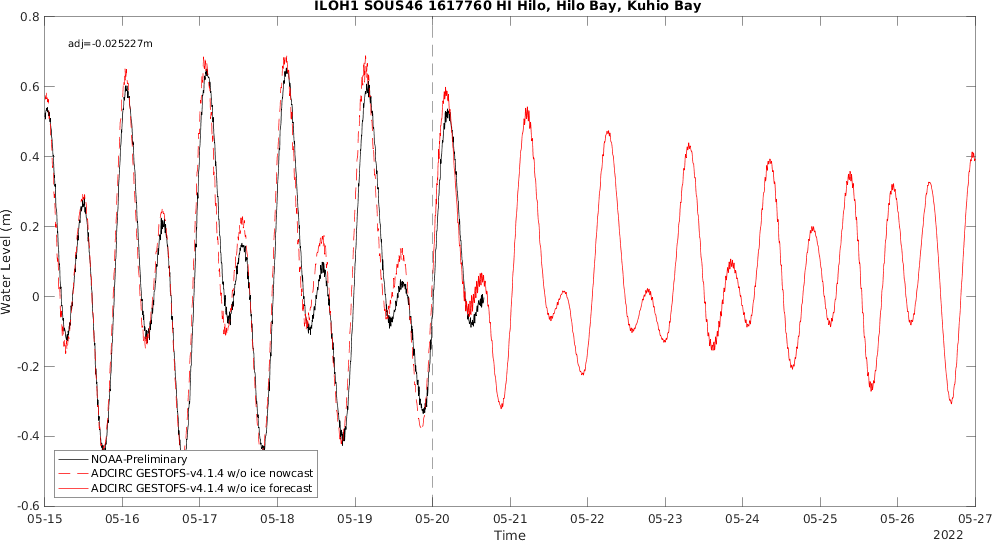 ILOH1 SOUS46 1617760 HI Hilo, Hilo Bay, Kuhio Bay
adj=-0.025227m
Water Level (m)
0.8
0.6
0.4
0.2
0
-0.2
-0.4
-0.6
NOAA-Preliminary
ADCIRC GESTOFS-v4.1.4 w/o ice nowcast
ADCIRC GESTOFS-v4.1.4 w/o ice forecast
05-15 05-16 05-17 05-18 05-19 05-20 05-21 05-22 05-23 05-24 05-25 05-26 05-27
Time
2022